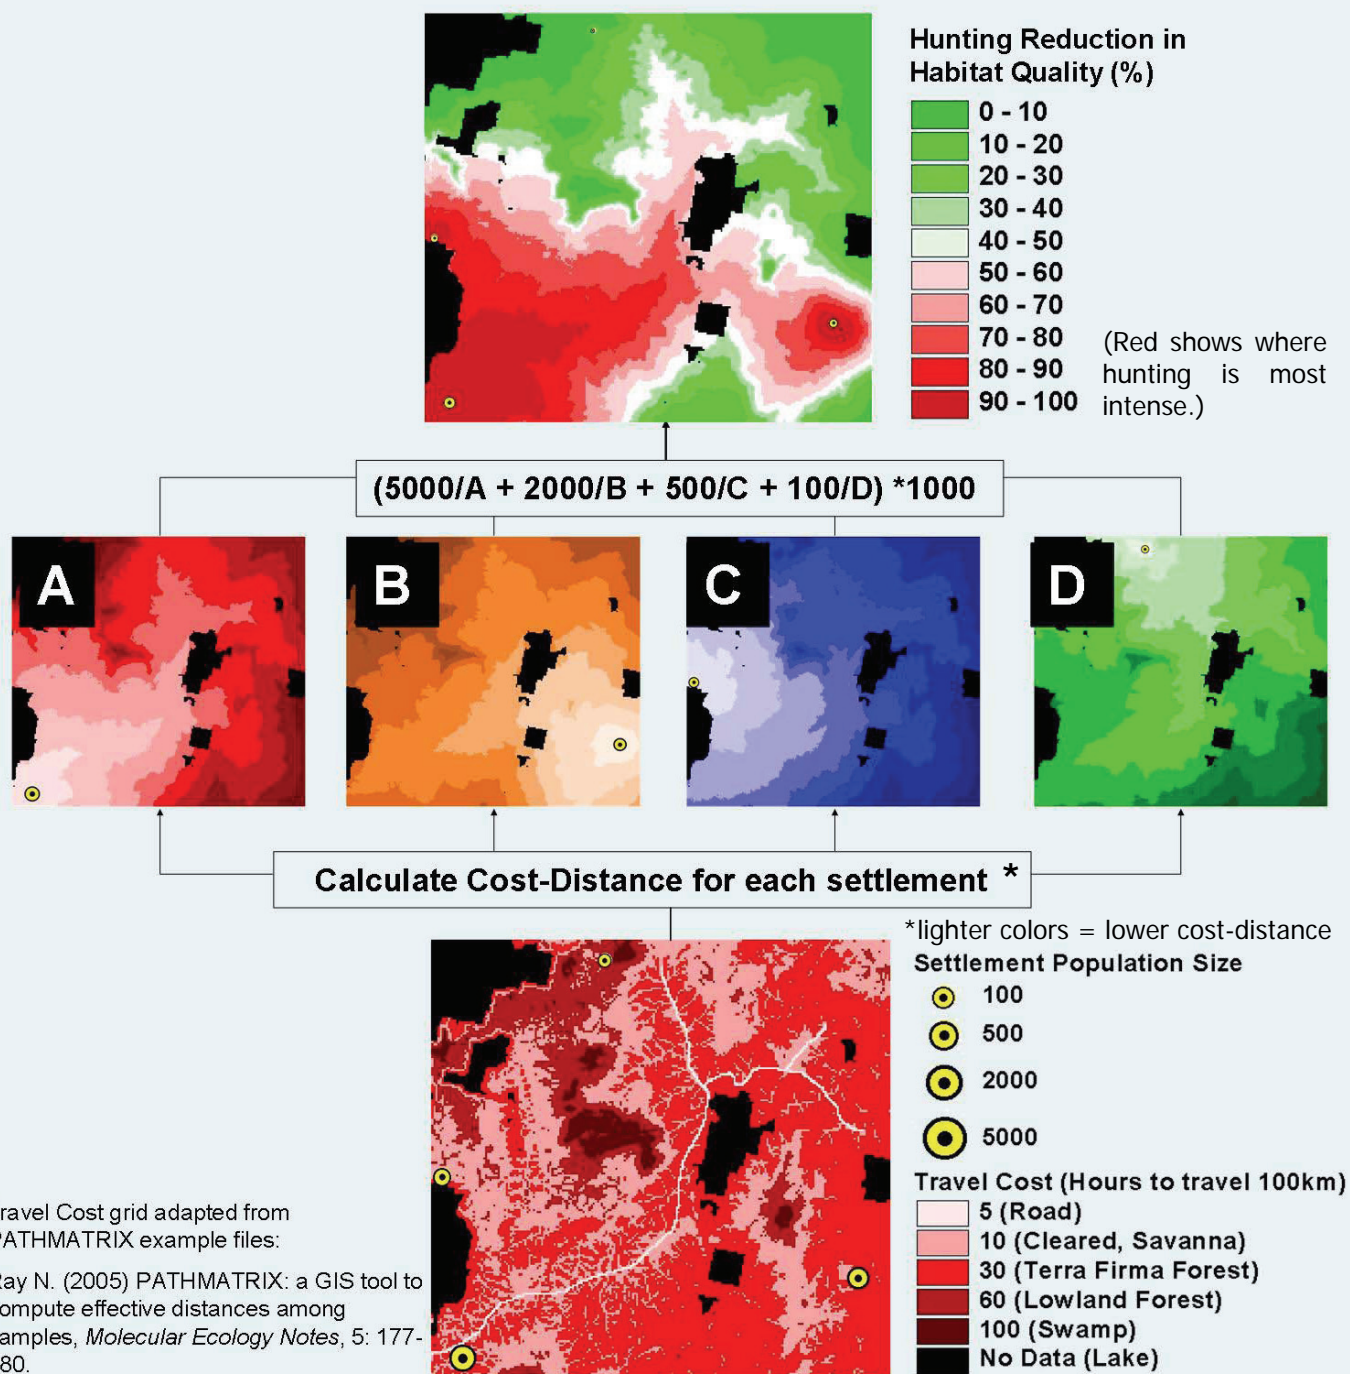 Hunting Reduction in
Habitat Quality (%)
0 - 10
10 - 20
20 - 30
30 - 40
40 - 50
50 - 60
60 - 70
70 - 80
80 - 90
90 - 100
(Red shows where
hunting is most
intense.)
(5000/A + 2000/B + 500/C + 100/D) *1000
A
B
C
D
Calculate Cost-Distance for each settlement *
*lighter colors = lower cost-distance
Settlement Population Size
100
500
2000
5000
Travel Cost (Hours to travel 100km)
5 (Road)
10 (Cleared, Savanna)
30 (Terra Firma Forest)
60 (Lowland Forest)
100 (Swamp)
No Data (Lake)
ravel Cost grid adapted from
PATHMATRIX example files:
Ray N. (2005) PATHMATRIX: a GIS tool to
ompute effective distances among
amples, Molecular Ecology Notes, 5: 177-
80.